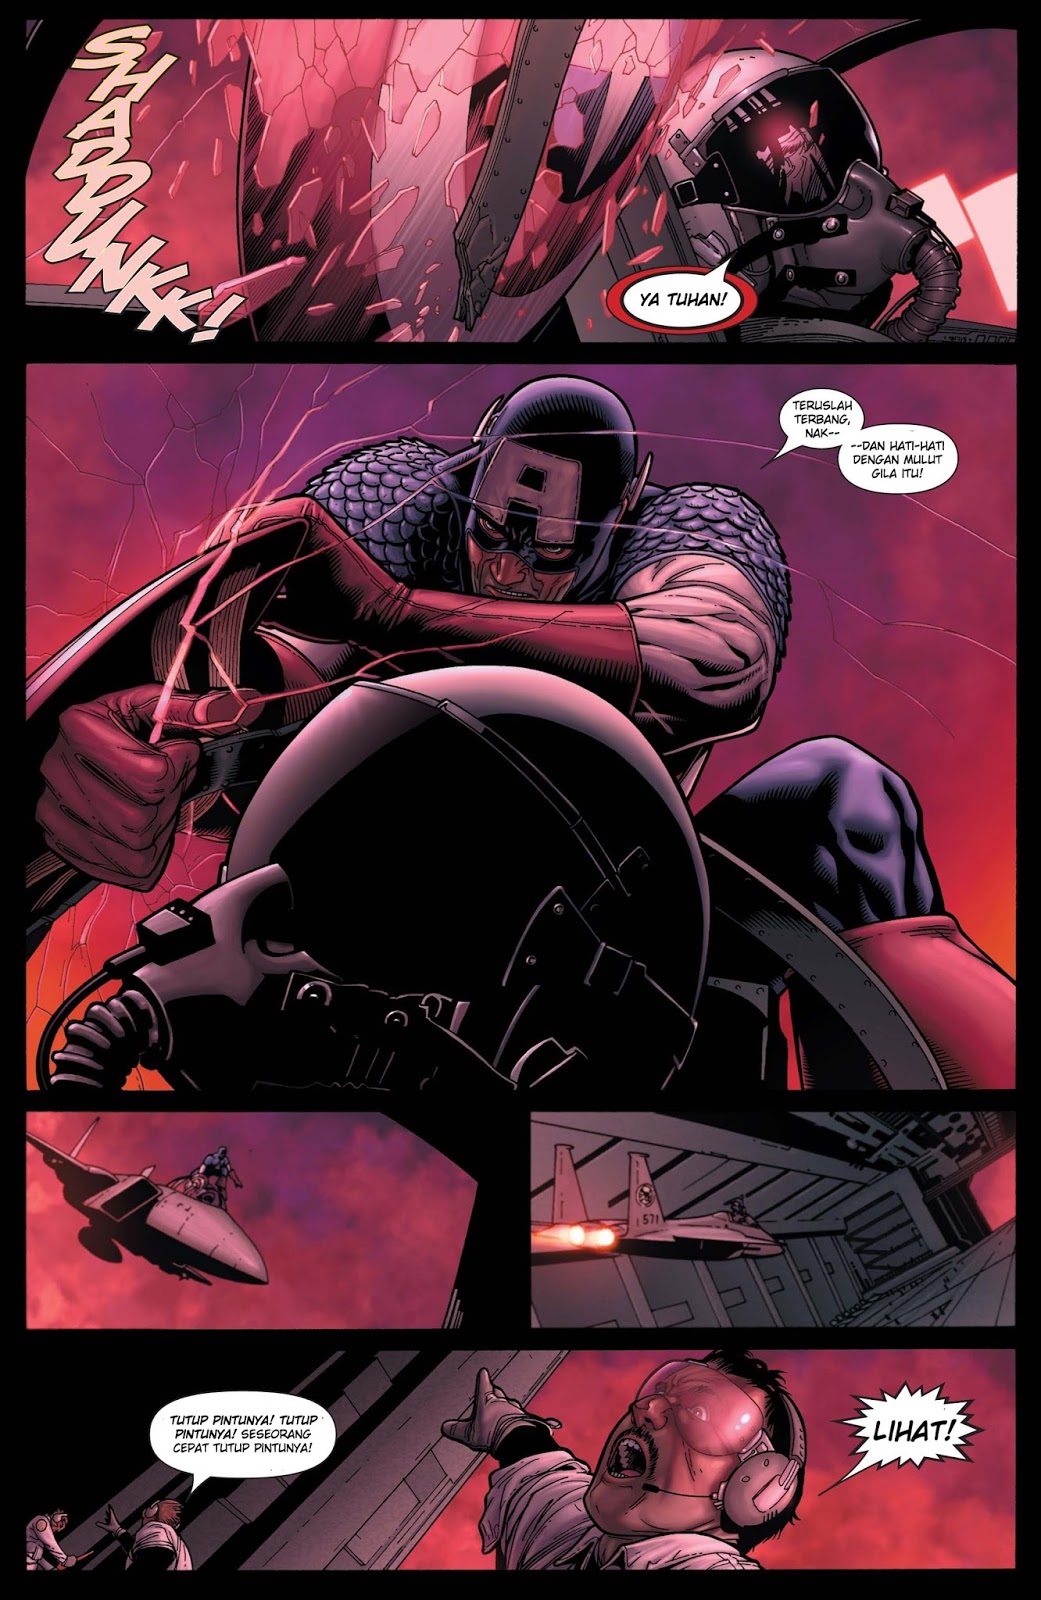 SHADDUNKK!
YA TUHAN!
TERUSLAH
TERBANG,
NAK--
--DAN HATI-HATI
DENGAN MULUT
GILA ITU!
A
571
TUTUP PINTUNYA! TUTUP
PINTUNYA! SESEORANG
CEPAT TUTUP PINTUNYA!
LIHAT!